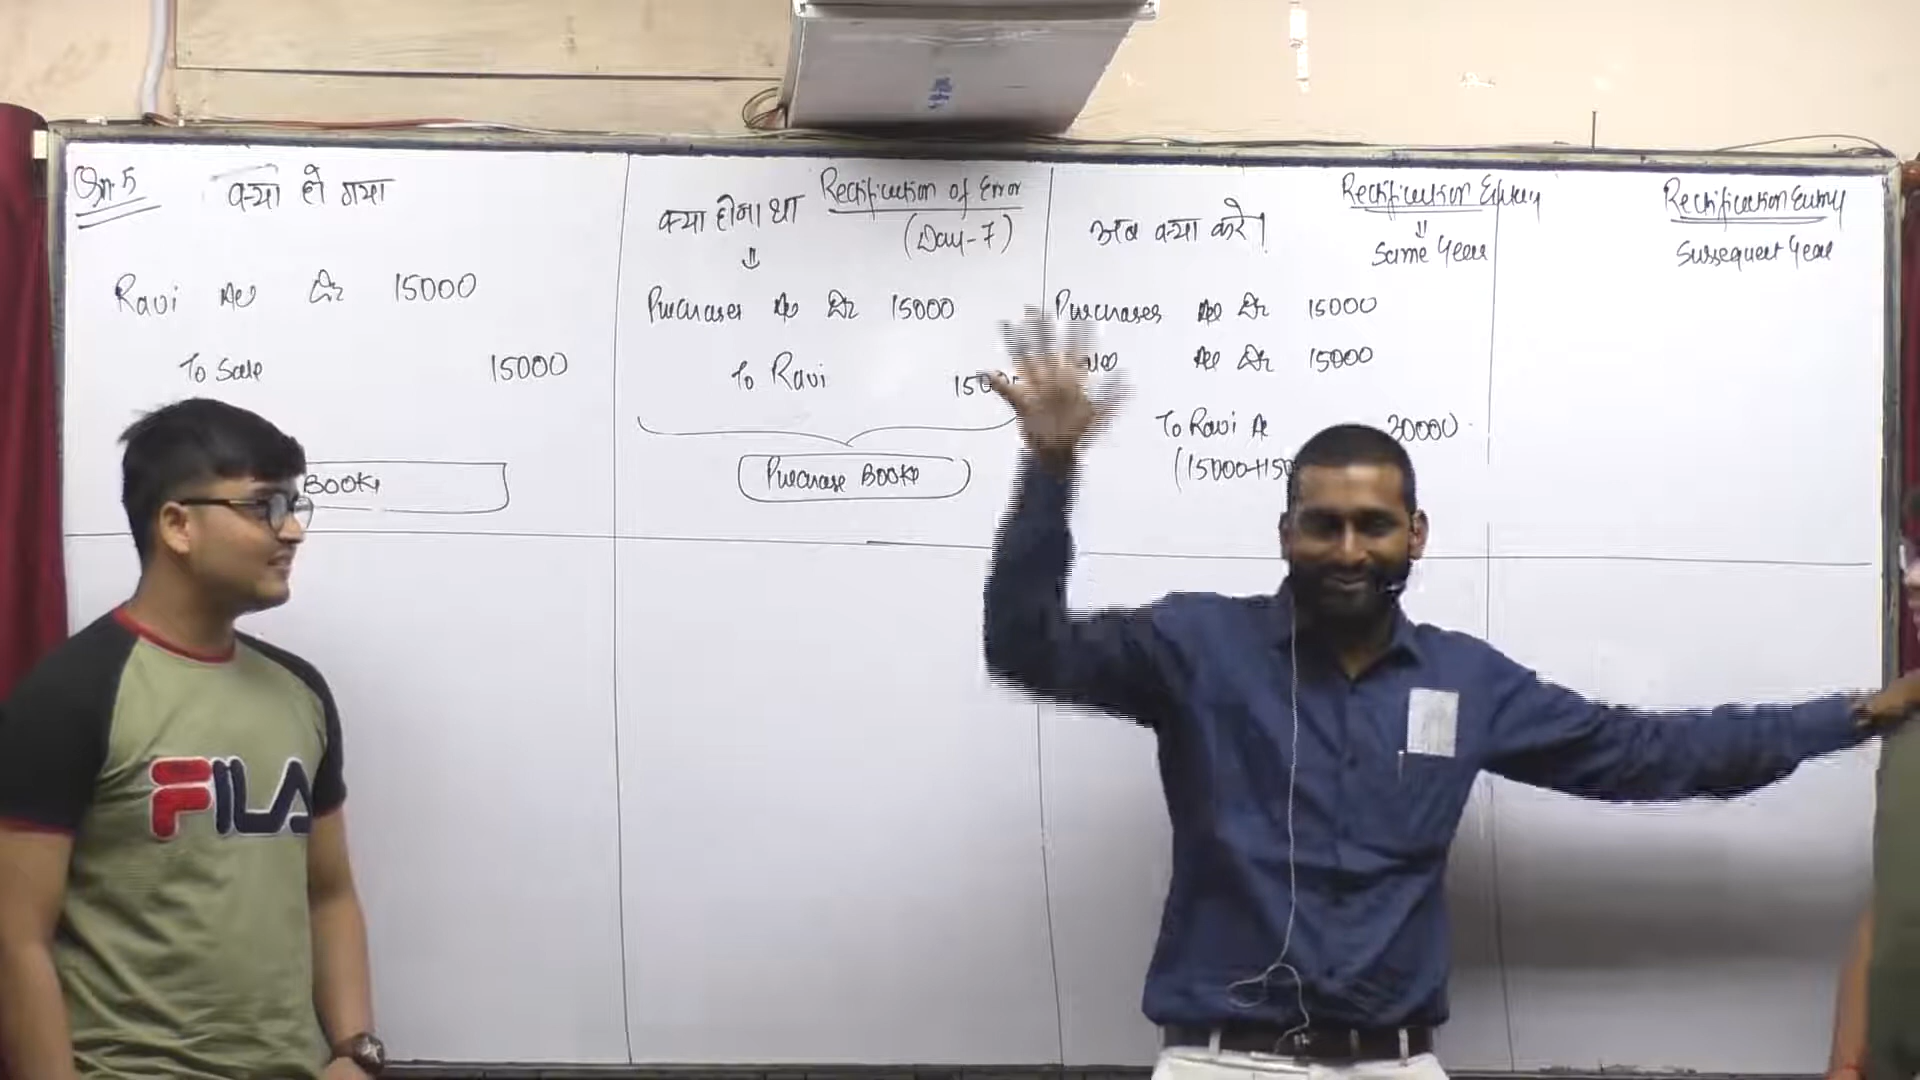 Qn 5
क्या हो गया
Ravi A/c Dr 15000
To Sale 15000
Books
क्या होना था
Rectification of Error
(Day-7)
Purchases A/c Dr 15000
To Ravi
Purchase Books
अब क्या करे!
Rectification Entry
Same Year
Purchases A/c Dr 15000
A/c Dr 15000
To Ravi A/c 30000
Rectification Entry
Subsequent Year
FILA